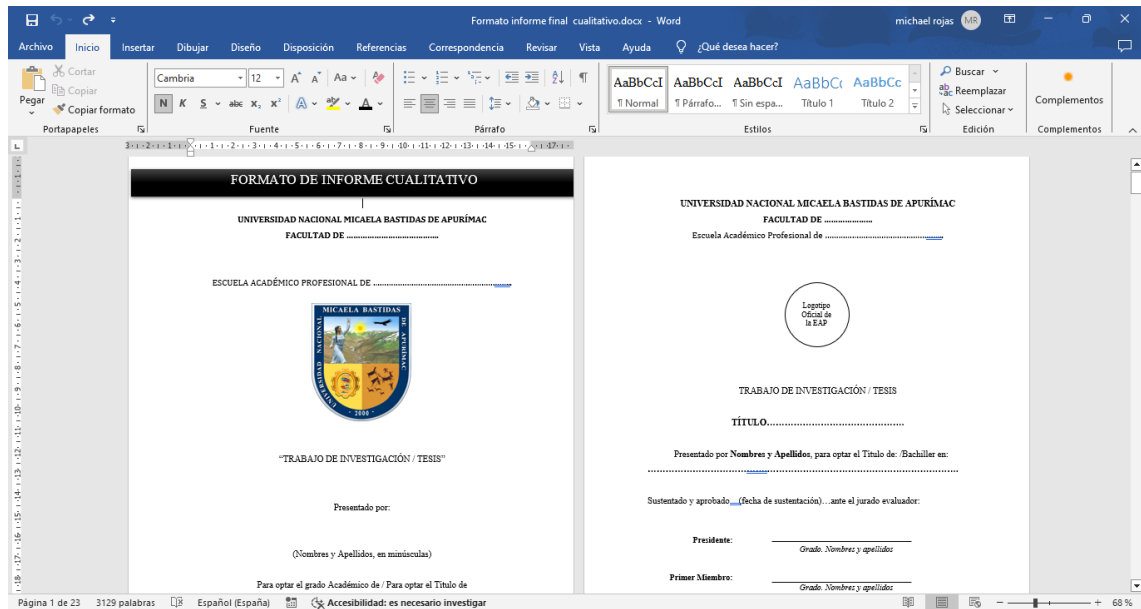 Formato informe final cualitativo.docx - Word
michael rojas
MR
Archivo Inicio Insertar Dibujar Diseño Disposición Referencias Correspondencia Revisar Vista Ayuda ¿Qué desea hacer?
Pegar
Cortar
Copiar
Copiar formato
Portapapeles
Cambria 12
N K S abc x₂ x² A
Aa
Fuente
Párrafo
AaBbCcI AaBbCcI AaBbCcI AaBbCc AaBbCc
¶ Normal ¶ Párrafo... ¶ Sin espa... Título 1 Título 2
Estilos
Buscar
Reemplazar
Seleccionar
Edición
Complementos
Complementos
FORMATO DE INFORME CUALITATIVO
UNIVERSIDAD NACIONAL MICAELA BASTIDAS DE APURÍMAC
FACULTAD DE ........................................
ESCUELA ACADÉMICO PROFESIONAL DE ............................................................
MICAELA BASTIDAS
UNIVERSIDAD NACIONAL
DE APURIMAC
· 2000 ·
“TRABAJO DE INVESTIGACIÓN / TESIS”
Presentado por:
(Nombres y Apellidos, en minúsculas)
Para optar el grado Académico de / Para optar el Título de
UNIVERSIDAD NACIONAL MICAELA BASTIDAS DE APURÍMAC
FACULTAD DE .....................
Escuela Académico Profesional de ....................................................
Logotipo
Oficial de
la EAP
TRABAJO DE INVESTIGACIÓN / TESIS
TÍTULO..............................................
Presentado por Nombres y Apellidos, para optar el Título de: /Bachiller en:
........................................................................................................
Sustentado y aprobado....(fecha de sustentación)…ante el jurado evaluador:
Presidente:
Grado. Nombres y apellidos
Primer Miembro:
Grado. Nombres y apellidos
Página 1 de 23 3129 palabras Español (España) Accesibilidad: es necesario investigar
68 %